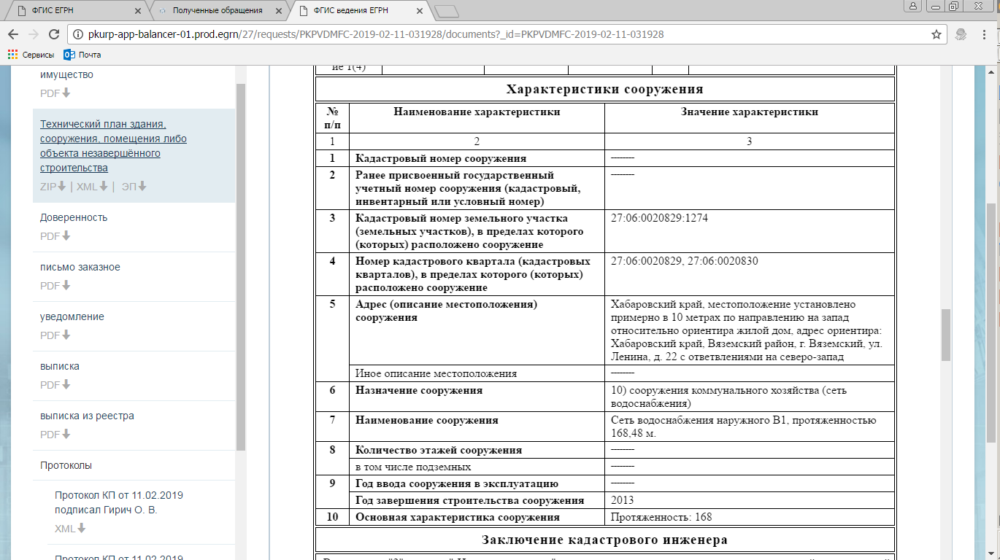 ФГИС ЕГРН
Полученные обращения
ФГИС ведения ЕГРН
pkurp-app-balancer-01.prod.egrn/27/requests/PKPVDMFC-2019-02-11-031928/documents?_id=PKPVDMFC-2019-02-11-031928
Сервисы
Почта
имущество
PDF
Технический план здания,
сооружения, помещения либо
объекта незавершённого
строительства
ZIP | XML | ЭП
Доверенность
PDF
письмо заказное
PDF
уведомление
PDF
выписка
PDF
выписка из реестра
PDF
Протоколы
Протокол КП от 11.02.2019
подписал Гирич О. В.
XML
Протокол КП от 11.02.2019
ие 1(4)
Характеристики сооружения
№
п/п
Наименование характеристики
Значение характеристики
1
2
3
1
Кадастровый номер сооружения
--------
2
Ранее присвоенный государственный
учетный номер сооружения (кадастровый,
инвентарный или условный номер)
--------
3
Кадастровый номер земельного участка
(земельных участков), в пределах которого
(которых) расположено сооружение
27:06:0020829:1274
4
Номер кадастрового квартала (кадастровых
кварталов), в пределах которого (которых)
расположено сооружение
27:06:0020829, 27:06:0020830
5
Адрес (описание местоположения)
сооружения
Хабаровский край, местоположение установлено
примерно в 10 метрах по направлению на запад
относительно ориентира жилой дом, адрес ориентира:
Хабаровский край, Вяземский район, г. Вяземский, ул.
Ленина, д. 22 с ответвлениями на северо-запад
Иное описание местоположения
--------
6
Назначение сооружения
10) сооружения коммунального хозяйства (сеть
водоснабжения)
7
Наименование сооружения
Сеть водоснабжения наружного В1, протяженностью
168,48 м.
8
Количество этажей сооружения
--------
в том числе подземных
--------
9
Год ввода сооружения в эксплуатацию
--------
Год завершения строительства сооружения
2013
10
Основная характеристика сооружения
Протяженность: 168
Заключение кадастрового инженера